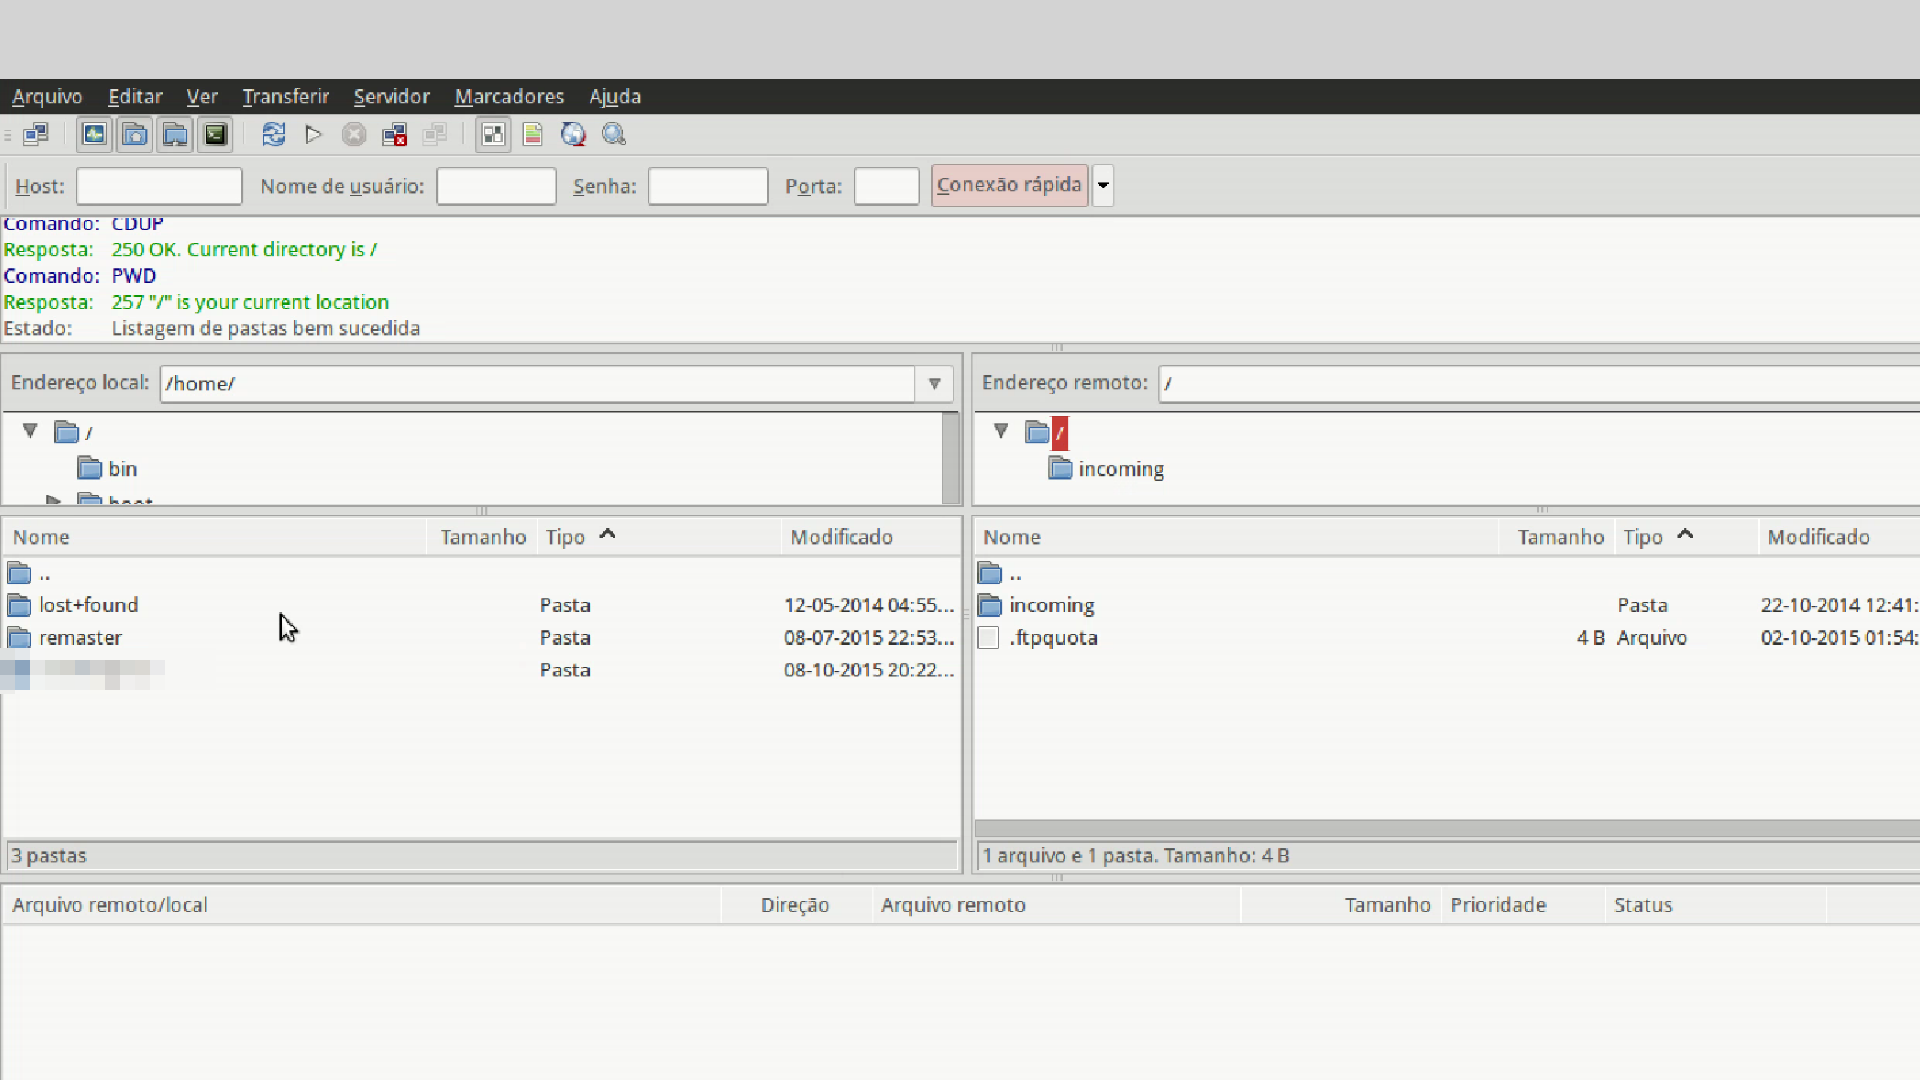 Arquivo Editar Ver Transferir Servidor Marcadores Ajuda
Host: Nome de usuário: Senha: Porta: Conexão rápida
Comando: CDUP
Resposta: 250 OK. Current directory is /
Comando: PWD
Resposta: 257 "/" is your current location
Estado: Listagem de pastas bem sucedida
Endereço local: /home/
Endereço remoto: /
/
bin
boot
/
incoming
Nome Tamanho Tipo Modificado
..
lost+found Pasta 12-05-2014 04:55...
remaster Pasta 08-07-2015 22:53...
Pasta 08-10-2015 20:22...
3 pastas
Nome Tamanho Tipo Modificado
..
incoming Pasta 22-10-2014 12:41:
.ftpquota 4 B Arquivo 02-10-2015 01:54:
1 arquivo e 1 pasta. Tamanho: 4 B
Arquivo remoto/local Direção Arquivo remoto Tamanho Prioridade Status